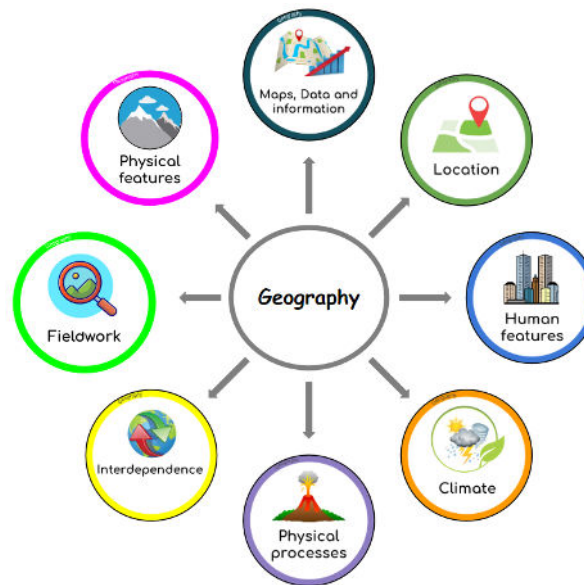 Maps, Data and
information
Location
Human
features
Climate
Physical
processes
Interdependence
Fieldwork
Physical
features
Geography